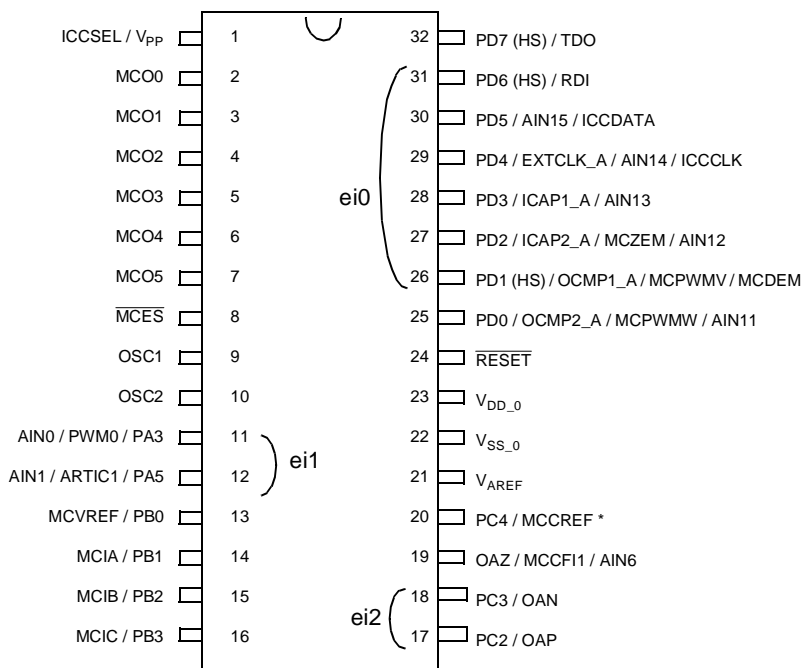 ICCSEL / VPP 1 32 PD7 (HS) / TDO
MCO0 2 31 PD6 (HS) / RDI
MCO1 3 30 PD5 / AIN15 / ICCDATA
MCO2 4 29 PD4 / EXTCLK_A / AIN14 / ICCCLK
MCO3 5 ei0 28 PD3 / ICAP1_A / AIN13
MCO4 6 27 PD2 / ICAP2_A / MCZEM / AIN12
MCO5 7 26 PD1 (HS) / OCMP1_A / MCPWMV / MCDEM
MCES 8 25 PD0 / OCMP2_A / MCPWMW / AIN11
OSC1 9 24 RESET
OSC2 10 23 VDD_0
AIN0 / PWM0 / PA3 11 ei1 22 VSS_0
AIN1 / ARTIC1 / PA5 12 21 VAREF
MCVREF / PB0 13 20 PC4 / MCCREF *
MCIA / PB1 14 19 OAZ / MCCFI1 / AIN6
MCIB / PB2 15 ei2 18 PC3 / OAN
MCIC / PB3 16 17 PC2 / OAP